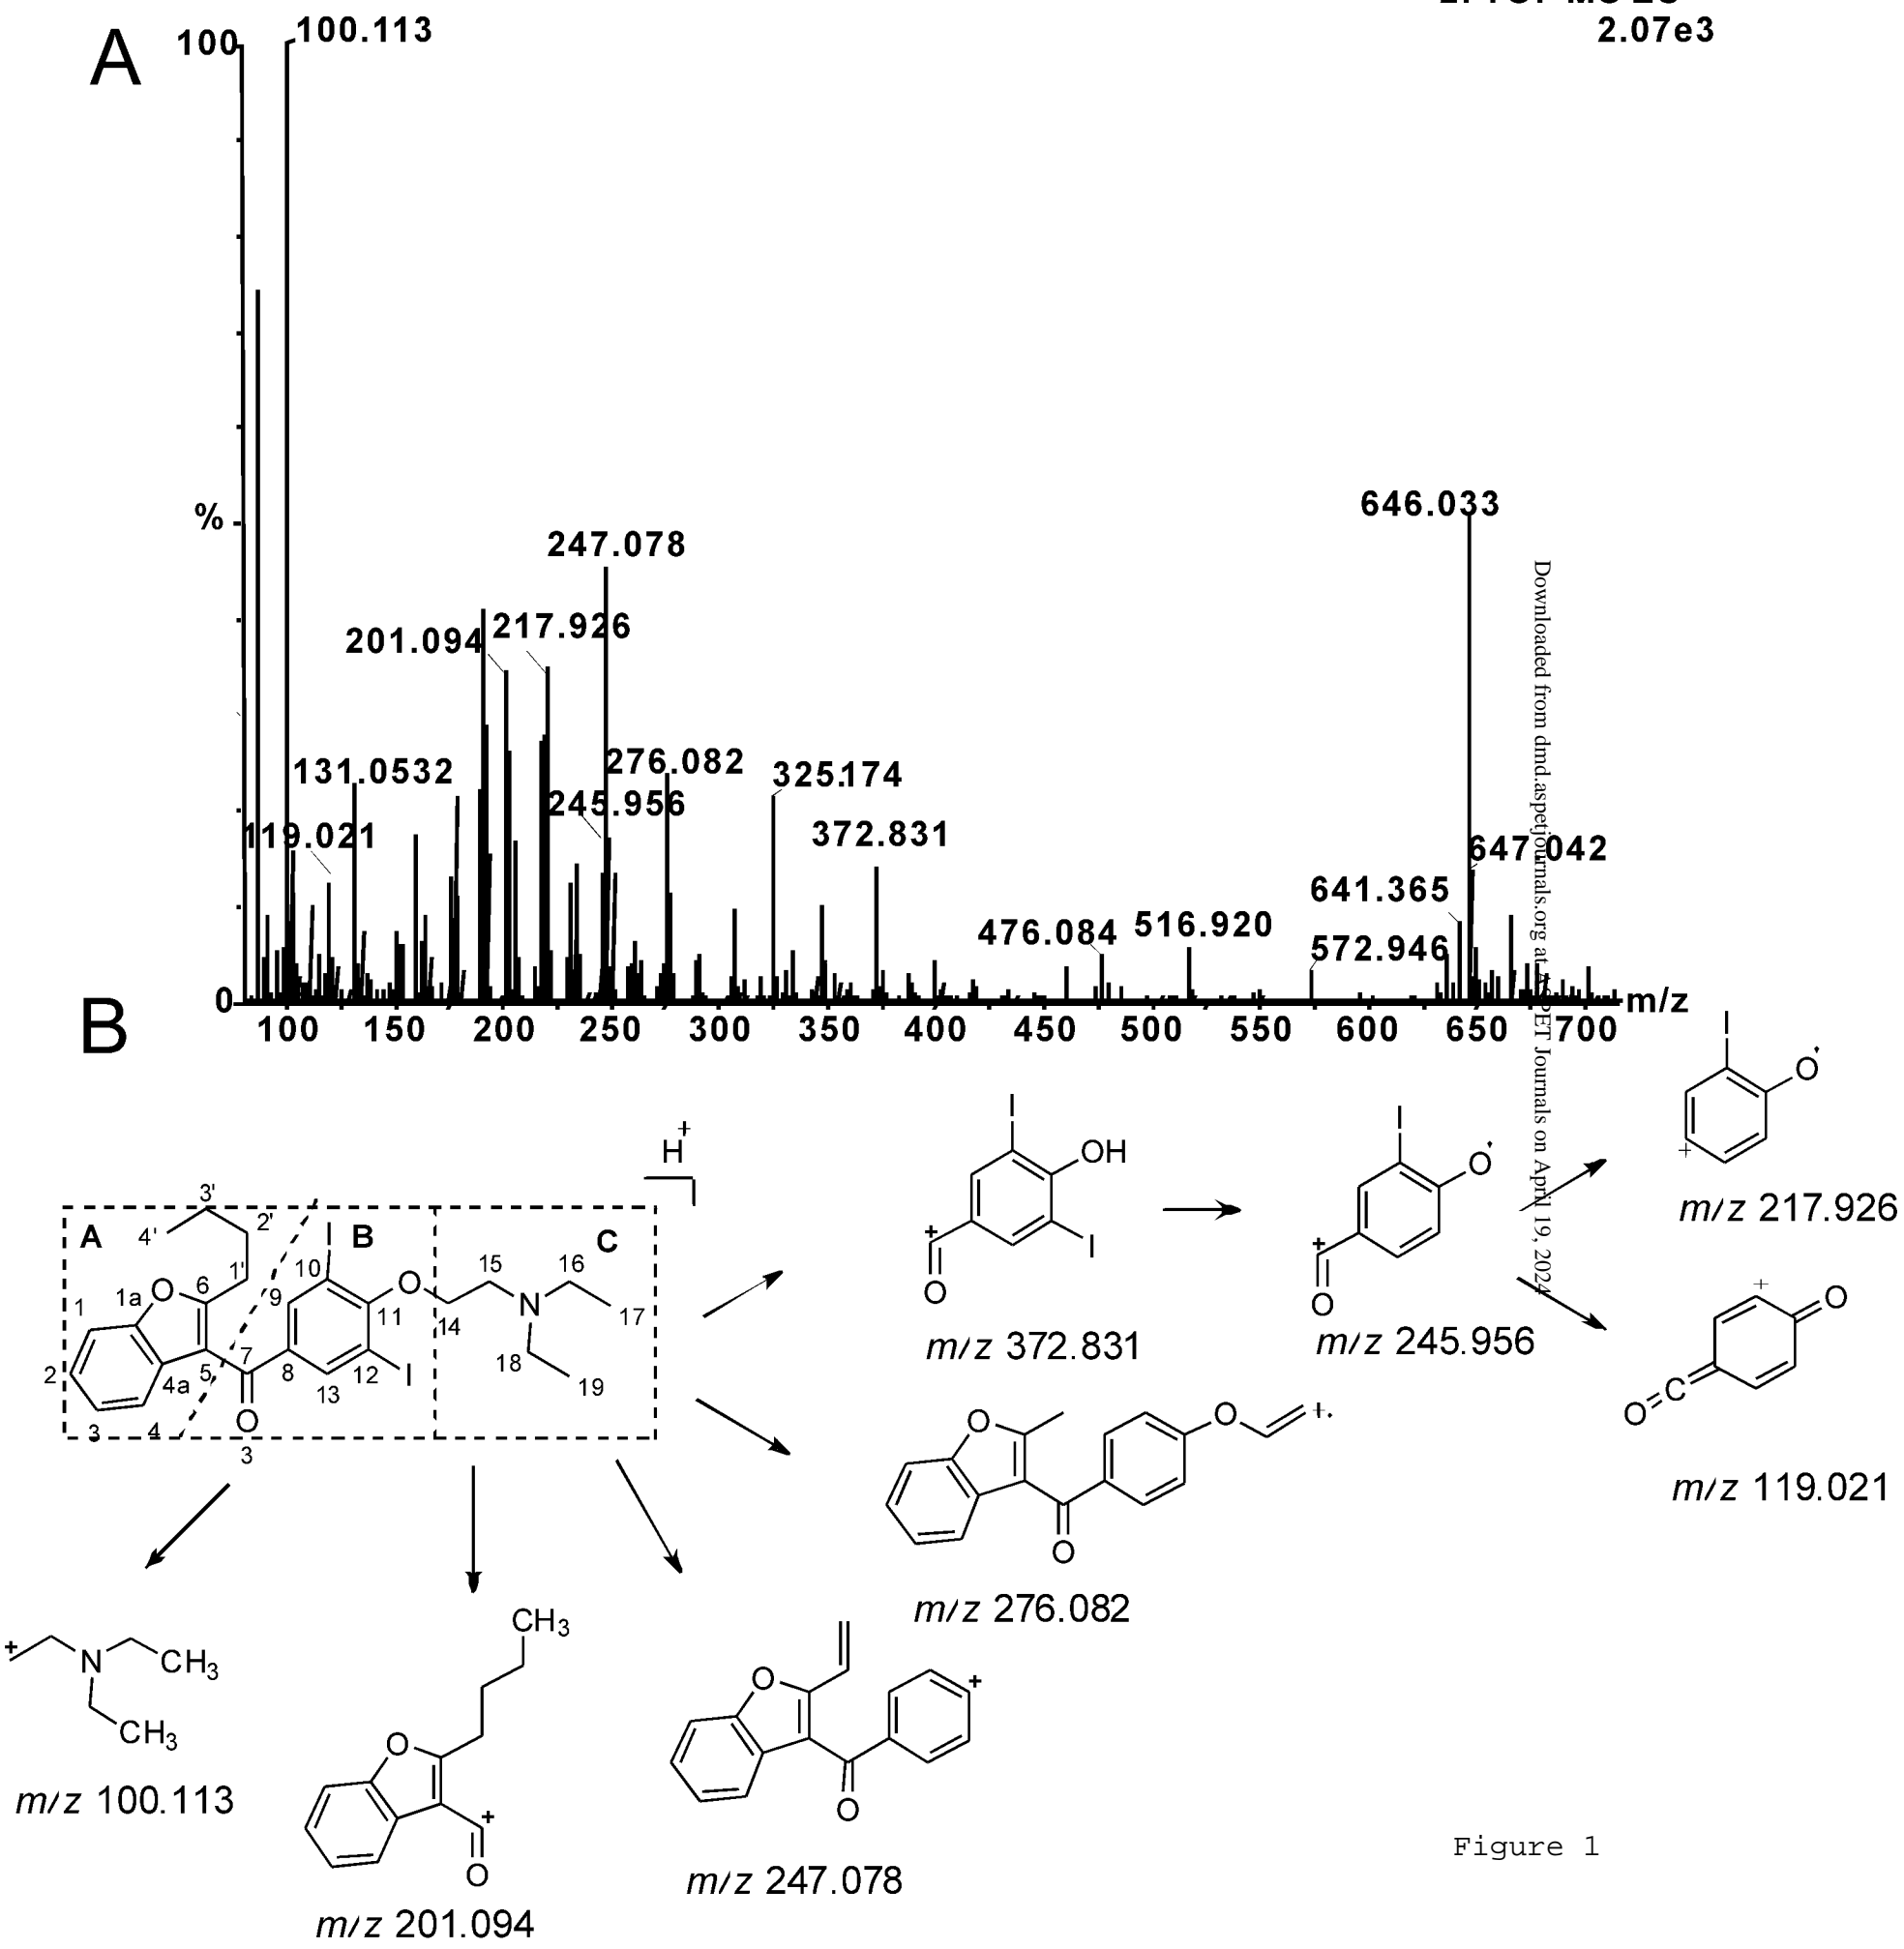 2.07e3
A
100
100.113
%
646.033
247.078
201.094
217.926
131.0532
276.082
325.174
245.956
119.021
372.831
647.042
641.365
476.084
516.920
572.946
0
m/z
100 150 200 250 300 350 400 450 500 550 600 650 700
Downloaded from dmd.aspetjournals.org at ASPET Journals on April 19, 2024
B
H+
A
B
C
3'
4'
2'
1'
O
6
1a
1
2
3
4
4a
5
7
O
3
8
9
10
I
11
12
I
13
O
14
15
N
16
17
18
19
I
OH
I
+
O
m/z 372.831
I
O
+
O
m/z 245.956
I
O
+
m/z 217.926
+
O
O
C
m/z 119.021
O
O
O
+.
m/z 276.082
+
N
CH3
CH3
m/z 100.113
CH3
O
+
O
m/z 201.094
O
+
O
m/z 247.078
Figure 1